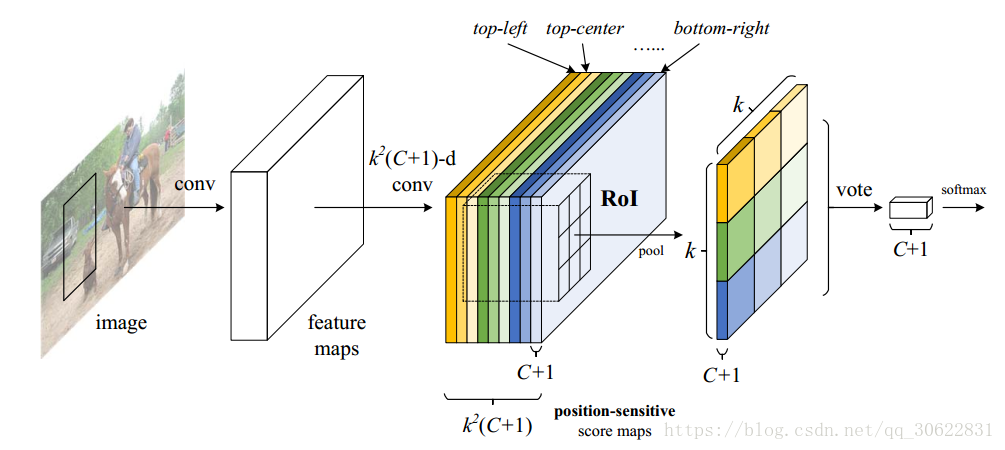 top-left top-center ...... bottom-right
image
conv
feature
maps
k²(C+1)-d
conv
RoI
pool
C+1
k²(C+1)
position-sensitive
score maps
k
k
C+1
vote
C+1
softmax
https://blog.csdn.net/qq_30622831